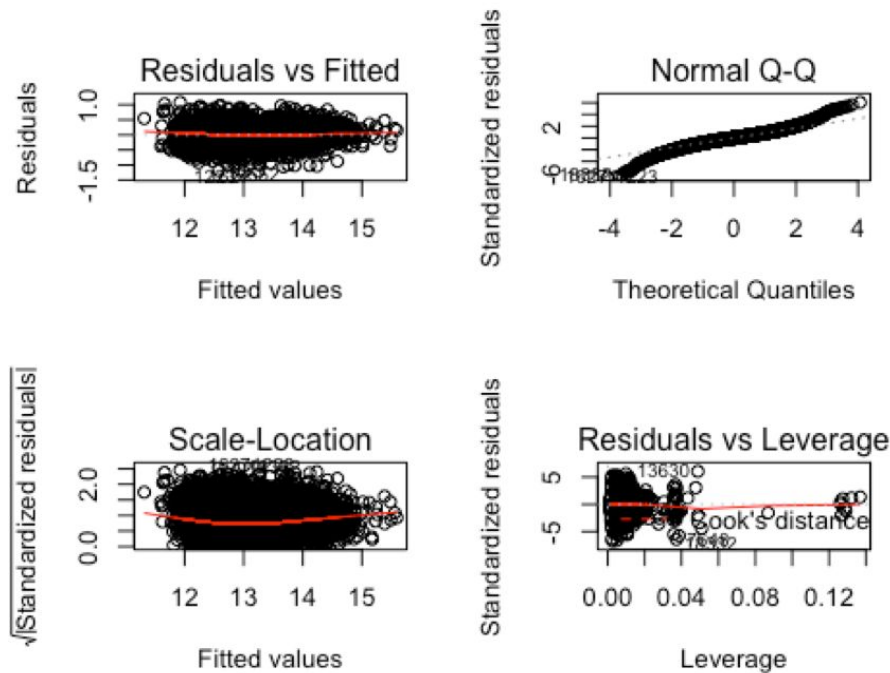 Residuals vs Fitted
Residuals
1.0
-1.5
12 13 14 15
Fitted values
Normal Q-Q
Standardized residuals
2
-6
-4 -2 0 2 4
Theoretical Quantiles
Scale-Location
√|Standardized residuals|
2.0
0.0
12 13 14 15
Fitted values
Residuals vs Leverage
Standardized residuals
5
-5
13630
Cook's distance
0.00 0.04 0.08 0.12
Leverage